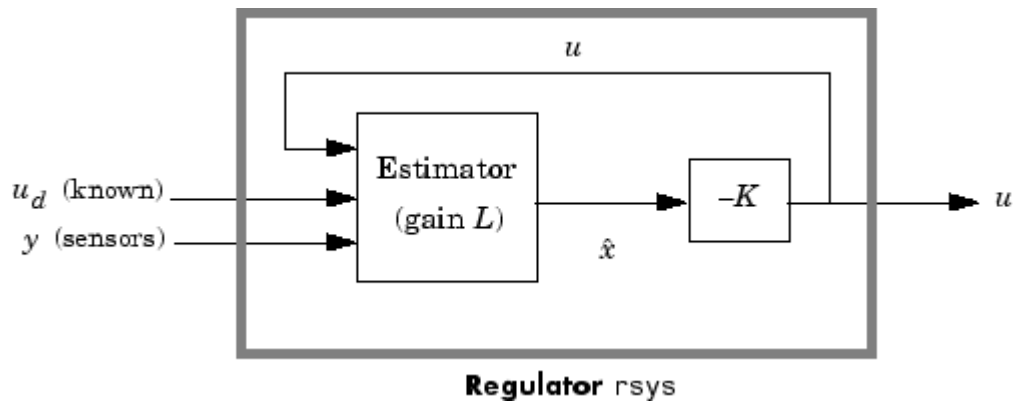 u
Estimator
(gain L)
u_d (known)
y (sensors)
x̂
–K
u
Regulator rsys